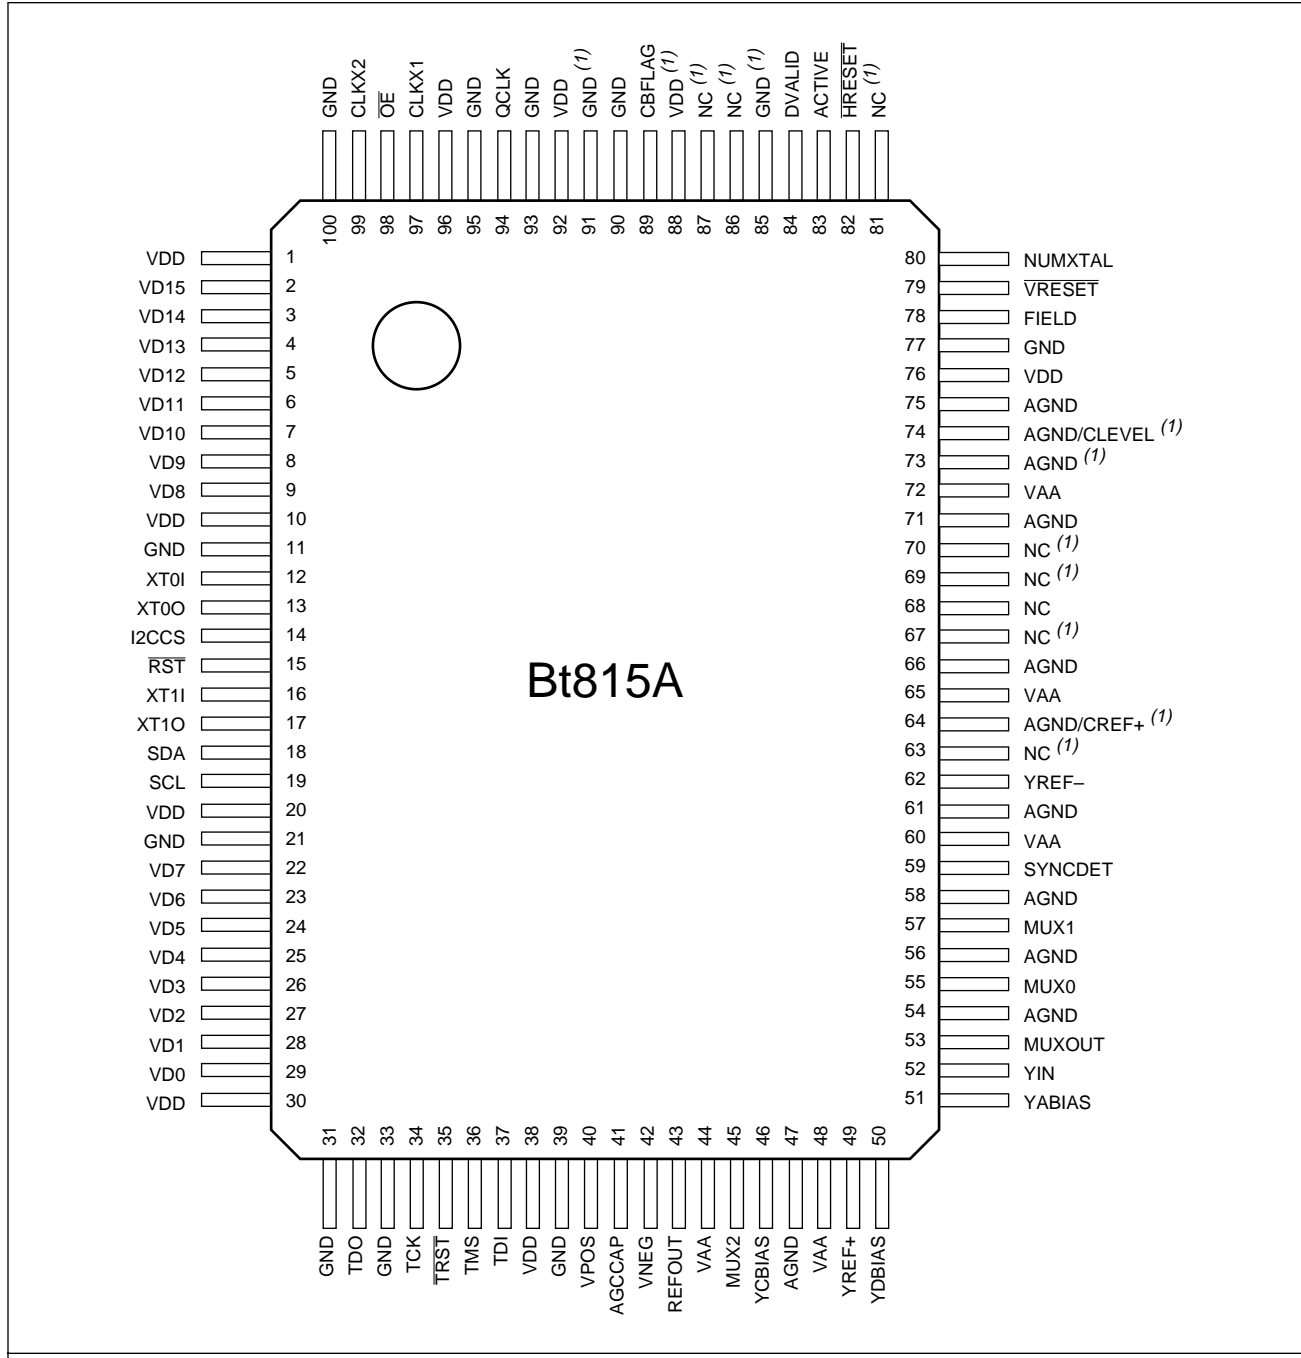 GND CLKX2 OE CLKX1 VDD GND QCLK GND VDD GND (1) GND CBFLAG VDD (1) NC (1) NC (1) GND (1) DVALID ACTIVE HRESET NC (1)
100 99 98 97 96 95 94 93 92 91 90 89 88 87 86 85 84 83 82 81
VDD 1 80 NUMXTAL
VD15 2 79 VRESET
VD14 3 78 FIELD
VD13 4 77 GND
VD12 5 76 VDD
VD11 6 75 AGND
VD10 7 74 AGND/CLEVEL (1)
VD9 8 73 AGND (1)
VD8 9 72 VAA
VDD 10 71 AGND
GND 11 70 NC (1)
XT0I 12 69 NC (1)
XT0O 13 68 NC
I2CCS 14 67 NC (1)
RST 15 66 AGND
Bt815A
XT1I 16 65 VAA
XT1O 17 64 AGND/CREF+ (1)
SDA 18 63 NC (1)
SCL 19 62 YREF–
VDD 20 61 AGND
GND 21 60 VAA
VD7 22 59 SYNCDET
VD6 23 58 AGND
VD5 24 57 MUX1
VD4 25 56 AGND
VD3 26 55 MUX0
VD2 27 54 AGND
VD1 28 53 MUXOUT
VD0 29 52 YIN
VDD 30 51 YABIAS
31 32 33 34 35 36 37 38 39 40 41 42 43 44 45 46 47 48 49 50
GND TDO GND TCK TRST TMS TDI VDD GND VPOS AGCCAP VNEG REFOUT VAA MUX2 YCBIAS AGND VAA YREF+ YDBIAS